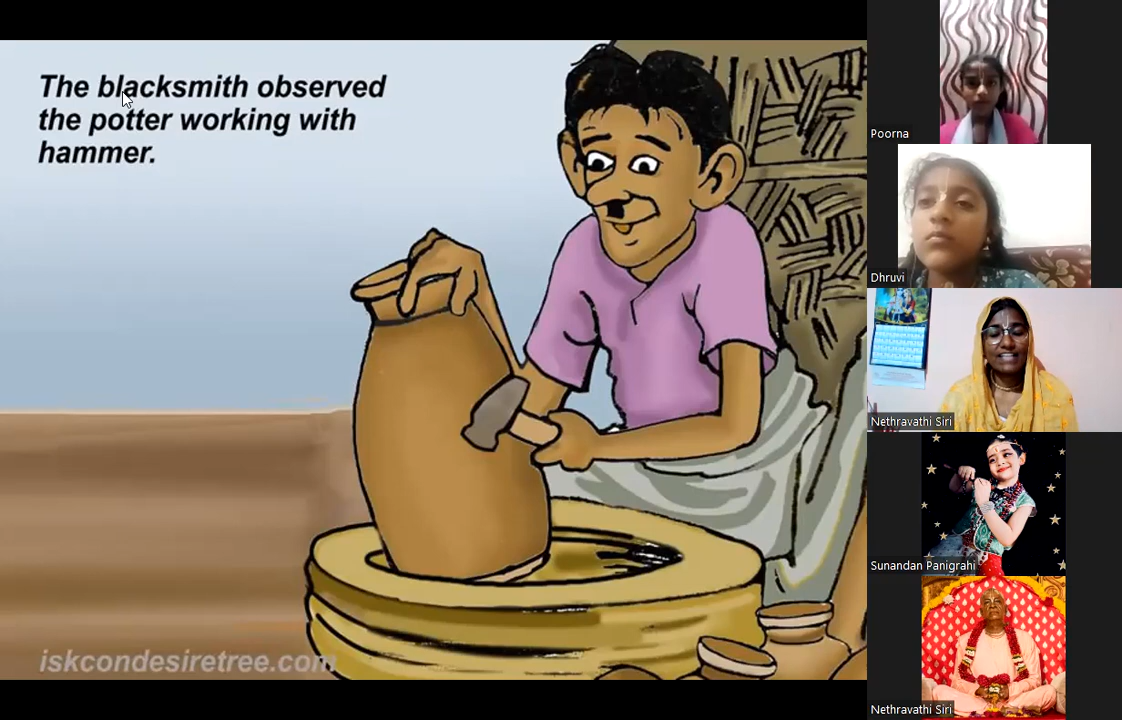 The blacksmith observed
the potter working with
hammer.
iskcondesiretree.com
Poorna
Dhruvi
Nethravathi Siri
Sunandan Panigrahi
Nethravathi Siri